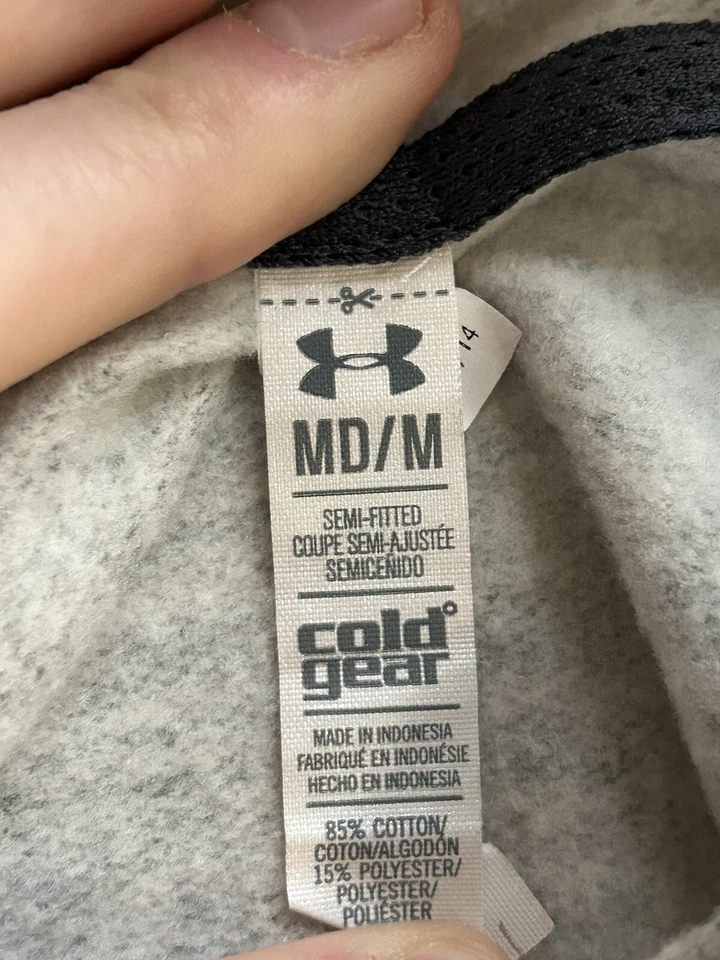 MD/M
SEMI-FITTED
COUPE SEMI-AJUSTÉE
SEMICEÑIDO
cold°
gear
MADE IN INDONESIA
FABRIQUÉ EN INDONÉSIE
HECHO EN INDONESIA
85% COTTON/
COTON/ALGODÓN
15% POLYESTER/
POLYESTER/
POLIÉSTER
14